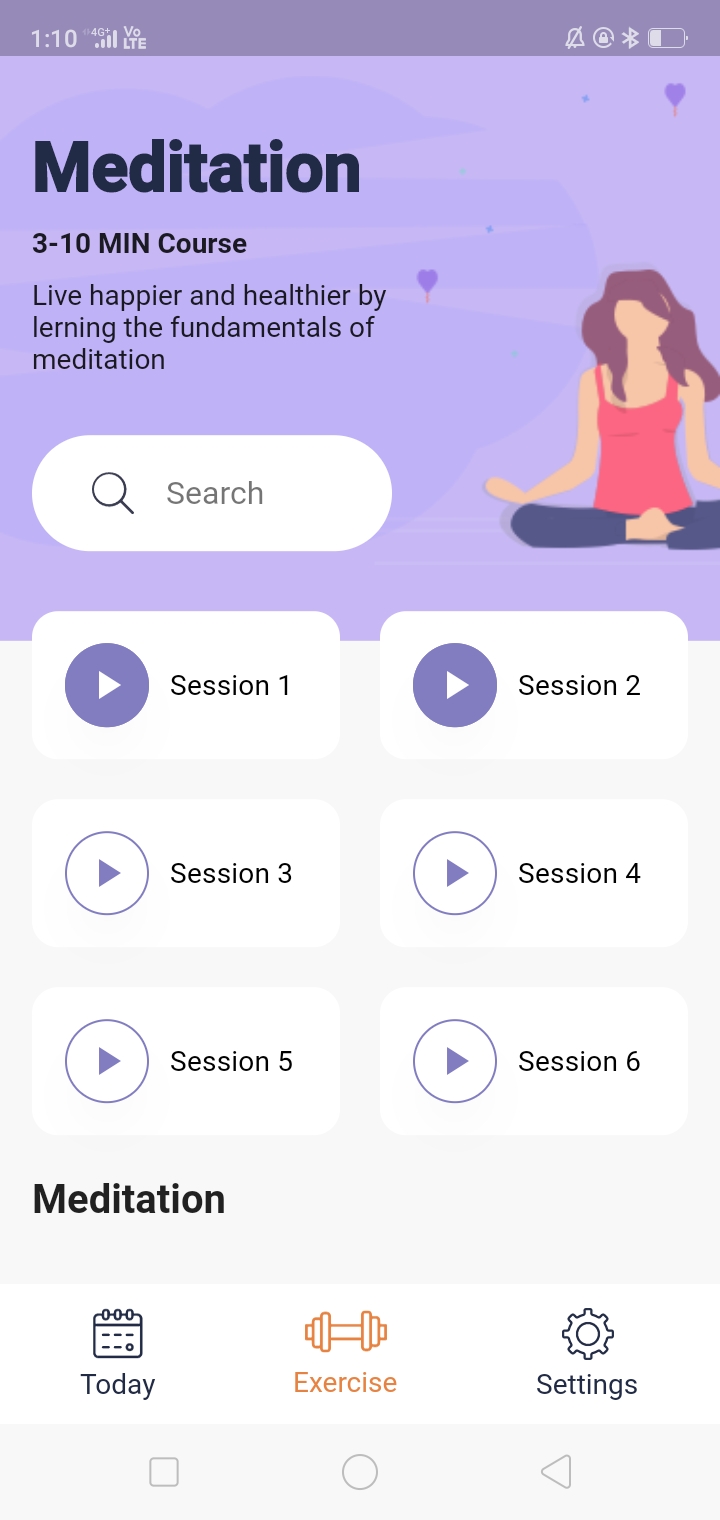 1:10 4G+ Vo LTE
Meditation
3-10 MIN Course
Live happier and healthier by
lerning the fundamentals of
meditation
Search
Session 1 Session 2
Session 3 Session 4
Session 5 Session 6
Meditation
Today Exercise Settings